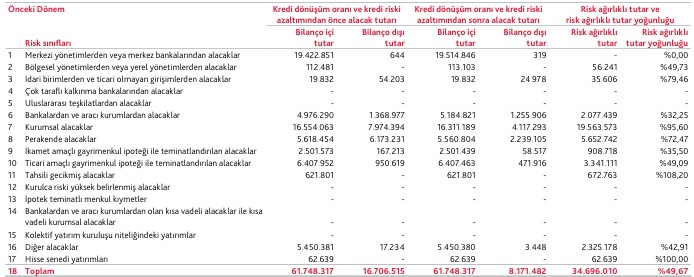 Önceki Dönem
Kredi dönüşüm oranı ve kredi riski azaltımından önce alacak tutarı
Kredi dönüşüm oranı ve kredi riski azaltımından sonra alacak tutarı
Risk ağırlıklı tutar ve risk ağırlıklı tutar yoğunluğu
Risk sınıfları Bilanço içi tutar Bilanço dışı tutar Bilanço içi tutar Bilanço dışı tutar Risk ağırlıklı tutar Risk ağırlıklı tutar yoğunluğu
1 Merkezi yönetimlerden veya merkez bankalarından alacaklar 19.422.851 644 19.514.846 319 - %0,00
2 Bölgesel yönetimlerden veya yerel yönetimlerden alacaklar 112.481 - 113.103 - 56.241 %49,73
3 İdari birimlerden ve ticari olmayan girişimlerden alacaklar 19.832 54.203 19.832 24.978 35.606 %79,46
4 Çok taraflı kalkınma bankalarından alacaklar - - - - - -
5 Uluslararası teşkilatlardan alacaklar - - - - - -
6 Bankalardan ve aracı kurumlardan alacaklar 4.976.290 1.368.977 5.184.821 1.255.906 2.077.439 %32,25
7 Kurumsal alacaklar 16.554.063 7.974.394 16.311.189 4.117.293 19.563.573 %95,60
8 Perakende alacaklar 5.618.454 6.173.231 5.560.804 2.239.105 5.652.742 %72,47
9 İkamet amaçlı gayrimenkul ipoteği ile teminatlandırılan alacaklar 2.501.573 167.213 2.501.439 58.517 908.718 %35,50
10 Ticari amaçlı gayrimenkul ipoteği ile teminatlandırılan alacaklar 6.407.952 950.619 6.407.463 471.916 3.341.111 %49,09
11 Tahsili gecikmiş alacaklar 621.801 - 621.801 - 672.763 %108,20
12 Kurulca riski yüksek belirlenmiş alacaklar - - - - - -
13 İpotek teminatlı menkul kıymetler - - - - - -
14 Bankalardan ve aracı kurumlardan olan kısa vadeli alacaklar ile kısa
vadeli kurumsal alacaklar - - - - - -
15 Kolektif yatırım kuruluşu niteliğindeki yatırımlar - - - - - -
16 Diğer alacaklar 5.450.381 17.234 5.450.380 3.448 2.325.178 %42,91
17 Hisse senedi yatırımları 62.639 - 62.639 - 62.639 %100,00
18 Toplam 61.748.317 16.706.515 61.748.317 8.171.482 34.696.010 %49,67